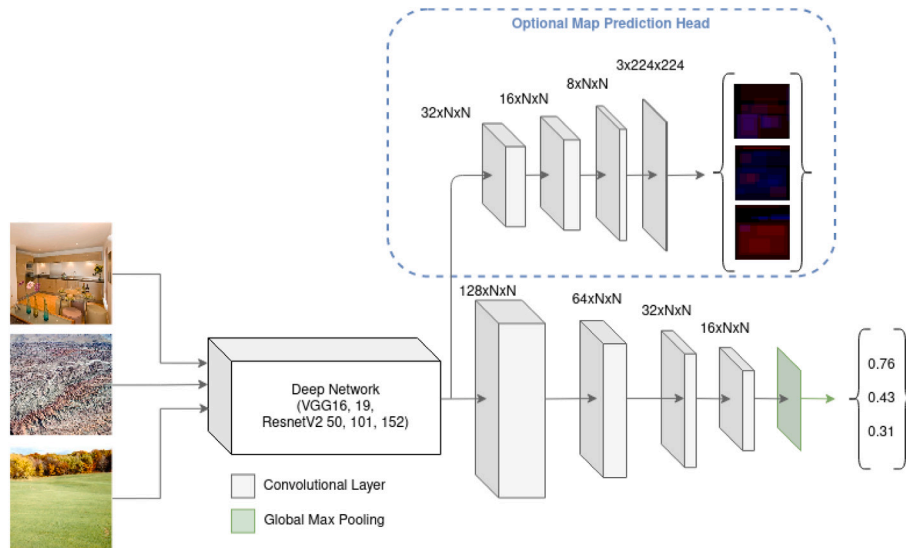 Optional Map Prediction Head
3x224x224
8xNxN
16xNxN
32xNxN
128xNxN
64xNxN
32xNxN
16xNxN
0.76
0.43
0.31
Deep Network
(VGG16, 19,
ResnetV2 50, 101, 152)
Convolutional Layer
Global Max Pooling